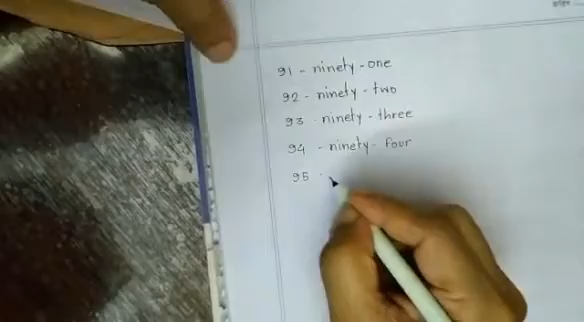 91 - ninety - one
92 - ninety - two
93 - ninety - three
94 - ninety - four
95 -